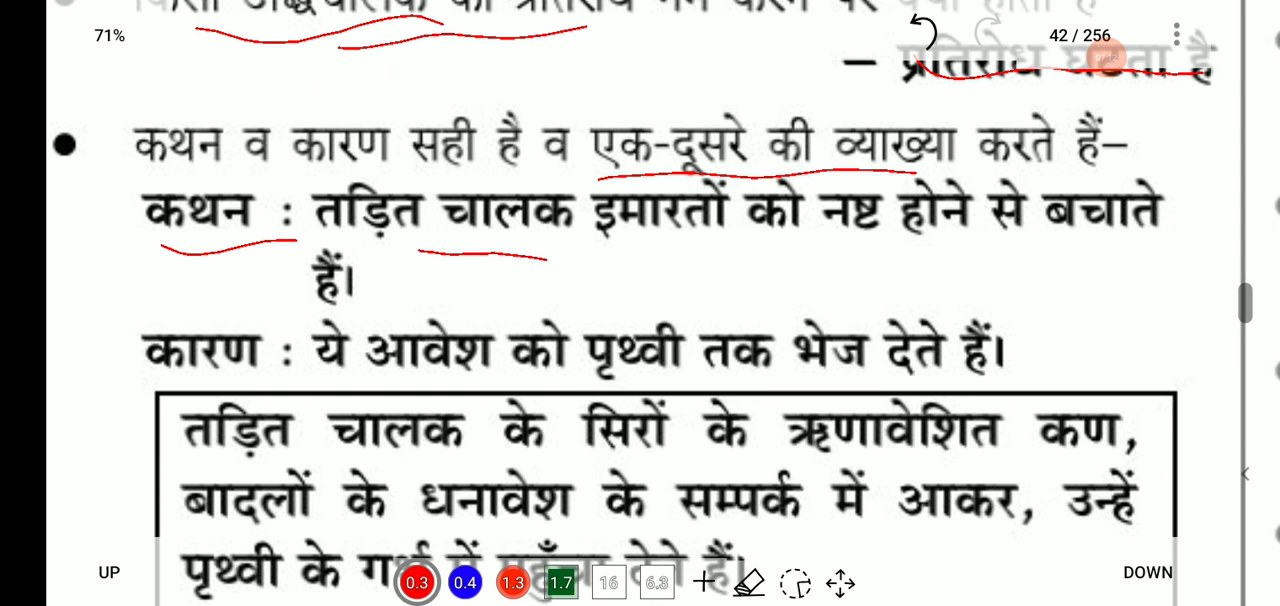 71%
42 / 256
– प्रतिरोध घटता है
● कथन व कारण सही है व एक-दूसरे की व्याख्या करते हैं–
कथन : तड़ित चालक इमारतों को नष्ट होने से बचाते
हैं।
कारण : ये आवेश को पृथ्वी तक भेज देते हैं।
तड़ित चालक के सिरों के ऋणावेशित कण,
बादलों के धनावेश के सम्पर्क में आकर, उन्हें
पृथ्वी के गर्भ में पहुँचा देते हैं।
UP
0.3 0.4 1.3 1.7 16 6.3
DOWN